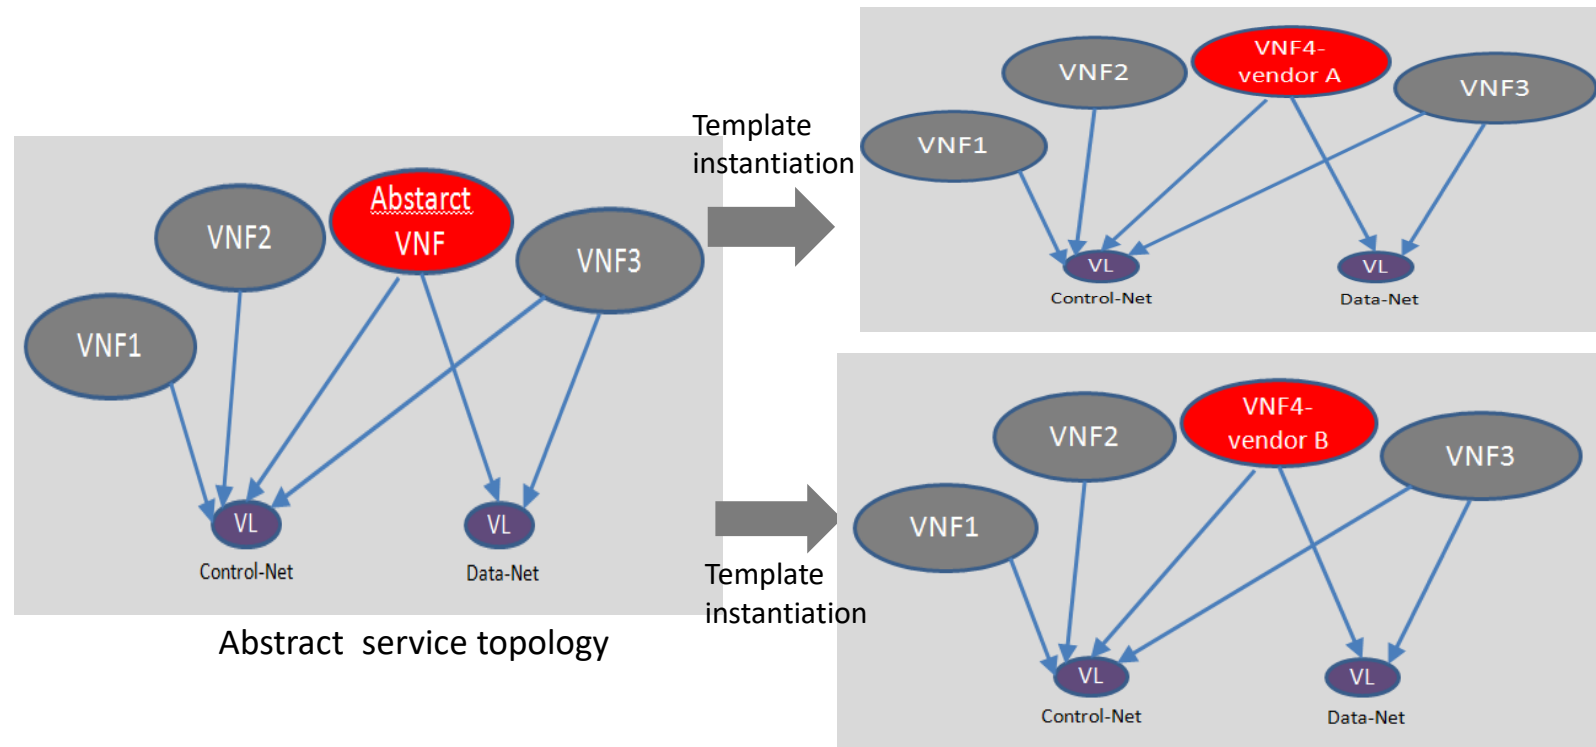 VNF1
VNF2
Abstarct
VNF
VNF3
VL
Control-Net
VL
Data-Net
Abstract service topology
Template
instantiation
VNF1
VNF2
VNF4-
vendor A
VNF3
VL
Control-Net
VL
Data-Net
Template
instantiation
VNF1
VNF2
VNF4-
vendor B
VNF3
VL
Control-Net
VL
Data-Net